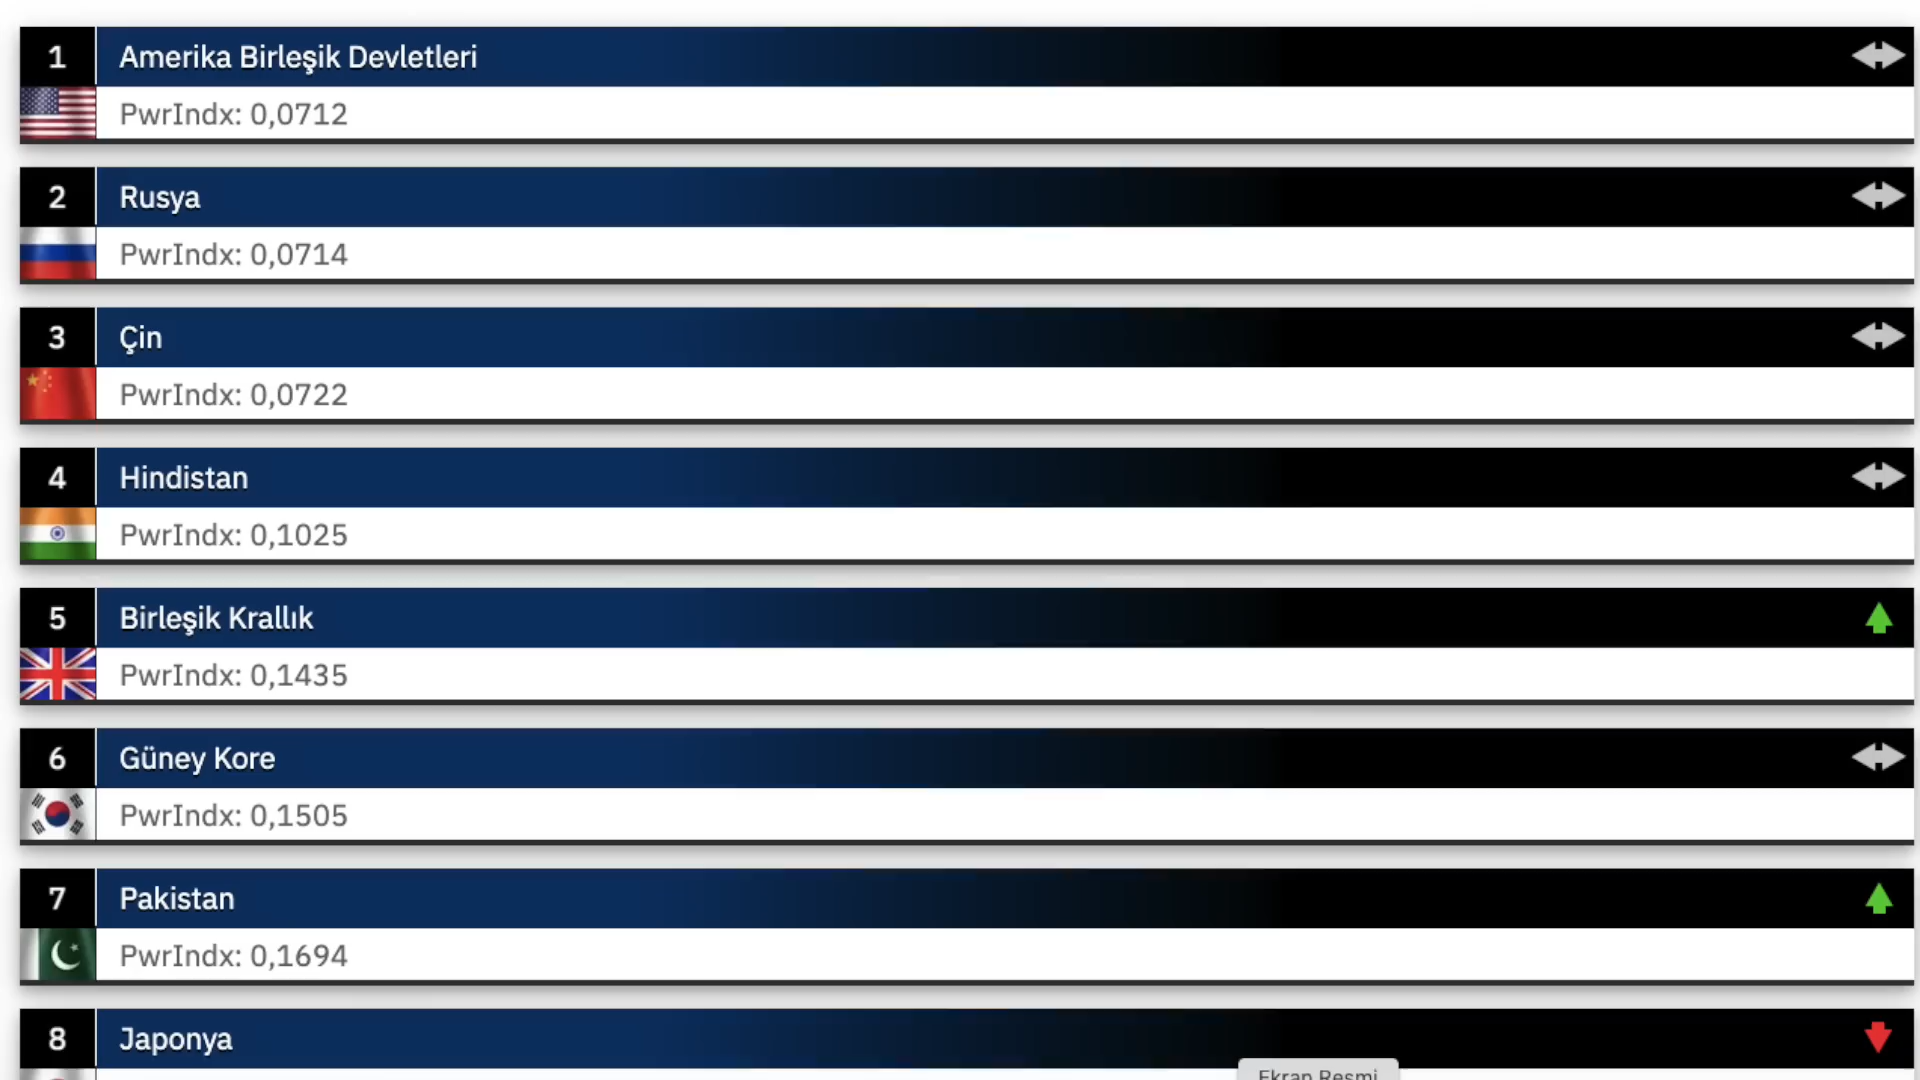 1 Amerika Birleşik Devletleri
PwrIndx: 0,0712
2 Rusya
PwrIndx: 0,0714
3 Çin
PwrIndx: 0,0722
4 Hindistan
PwrIndx: 0,1025
5 Birleşik Krallık
PwrIndx: 0,1435
6 Güney Kore
PwrIndx: 0,1505
7 Pakistan
PwrIndx: 0,1694
8 Japonya
Ekran Resmi